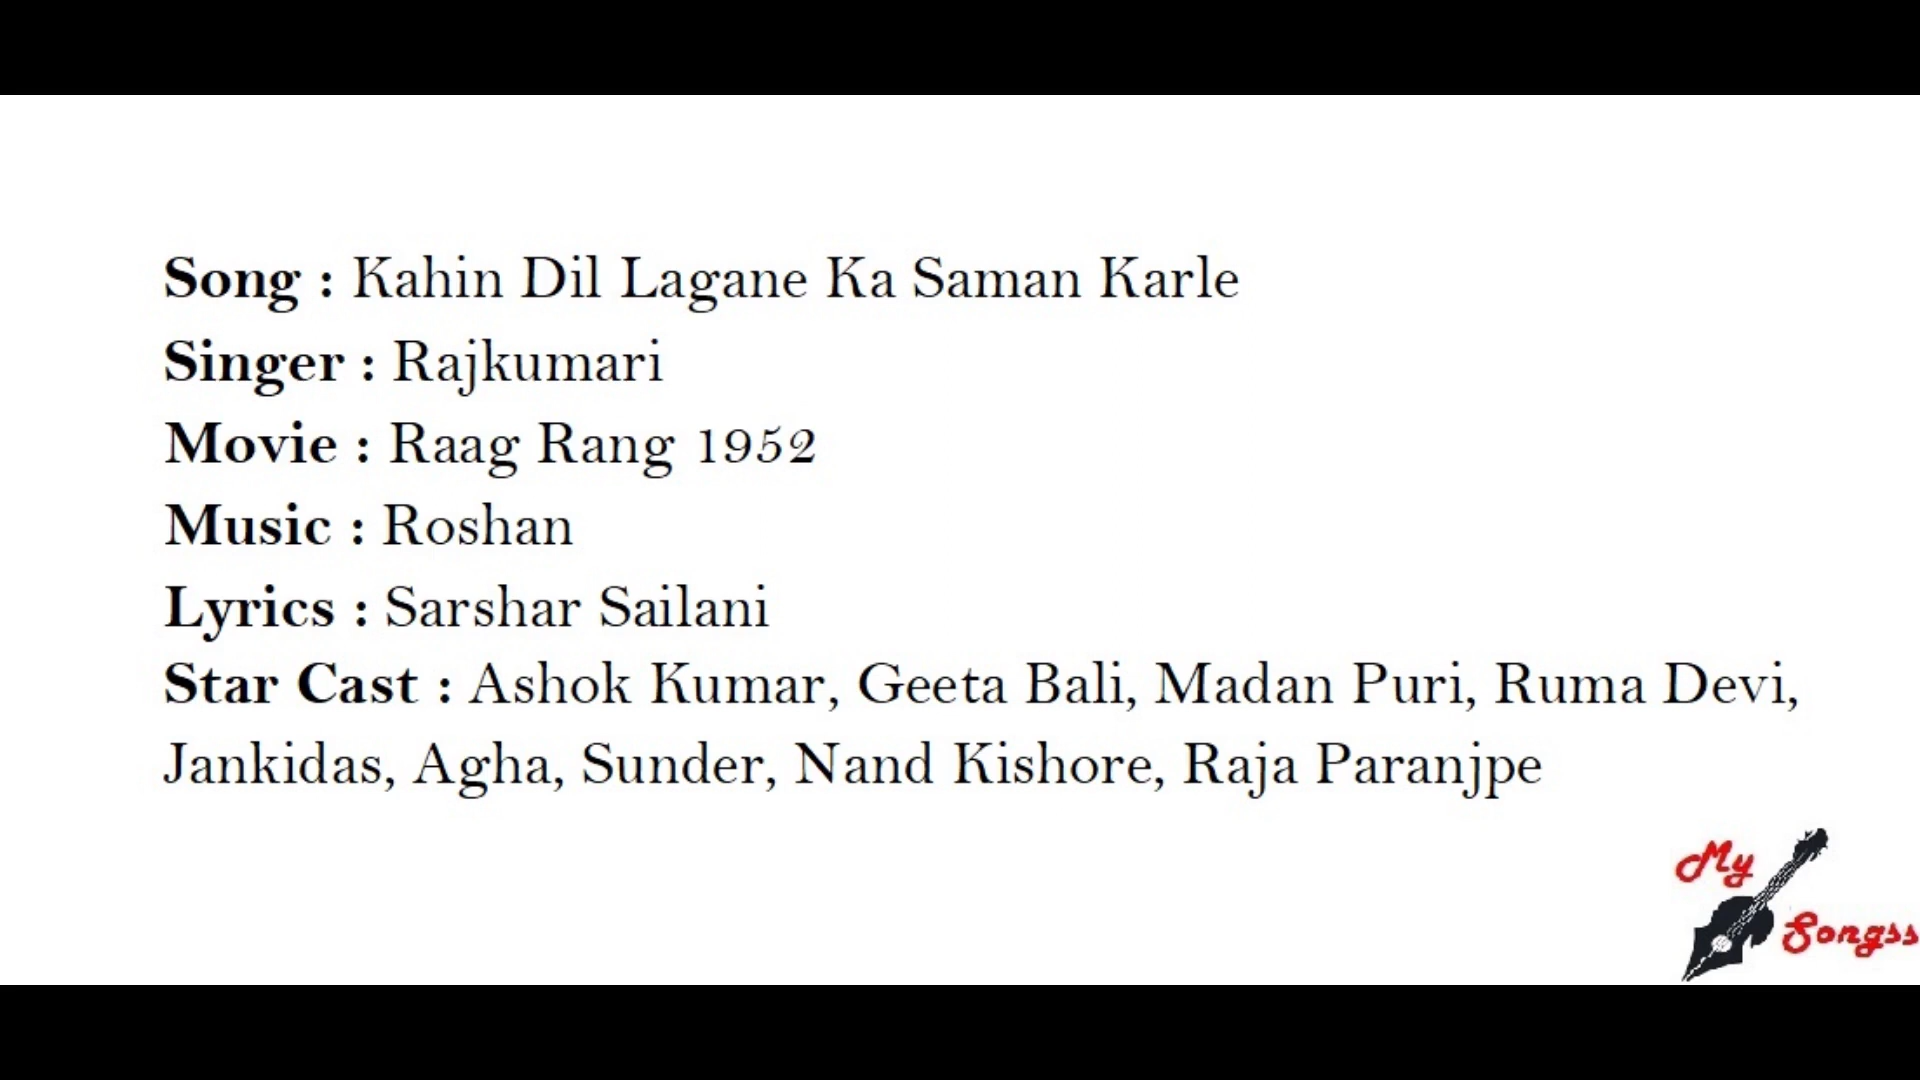 Song : Kahin Dil Lagane Ka Saman Karle
Singer : Rajkumari
Movie : Raag Rang 1952
Music : Roshan
Lyrics : Sarshar Sailani
Star Cast : Ashok Kumar, Geeta Bali, Madan Puri, Ruma Devi,
Jankidas, Agha, Sunder, Nand Kishore, Raja Paranjpe
My
Songss